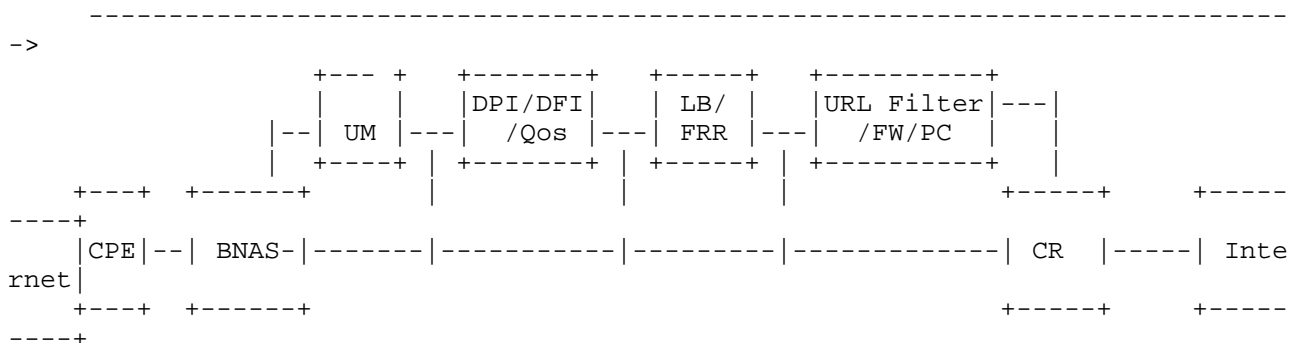 --------------------------------------------------------------------------
->
                   +--- +   +-------+   +-----+   +----------+
                   |    |   |DPI/DFI|   | LB/ |   |URL Filter|---|
                |--| UM |---|  /Qos |---| FRR |---|  /FW/PC  |   |
                |  +----+ | +-------+ | +-----+ | +----------+   |
    +---+  +------+       |           |         |             +-----+     +-----
----+
    |CPE|--| BNAS-|-------|-----------|---------|-------------| CR  |-----| Inte
rnet|
    +---+  +------+                                           +-----+     +-----
----+